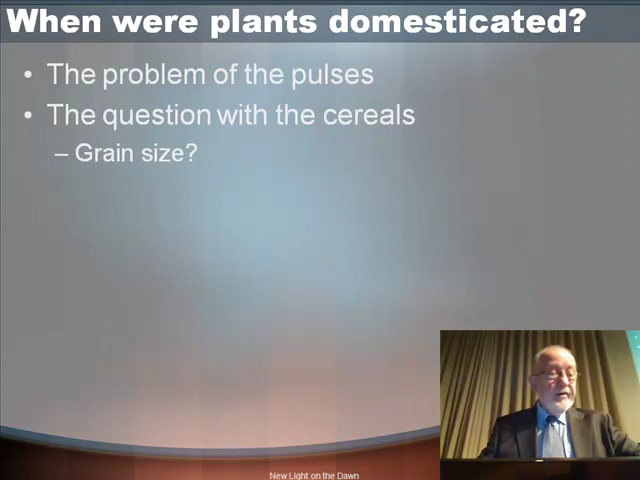 When were plants domesticated?
• The problem of the pulses
• The question with the cereals
– Grain size?
New Light on the Dawn